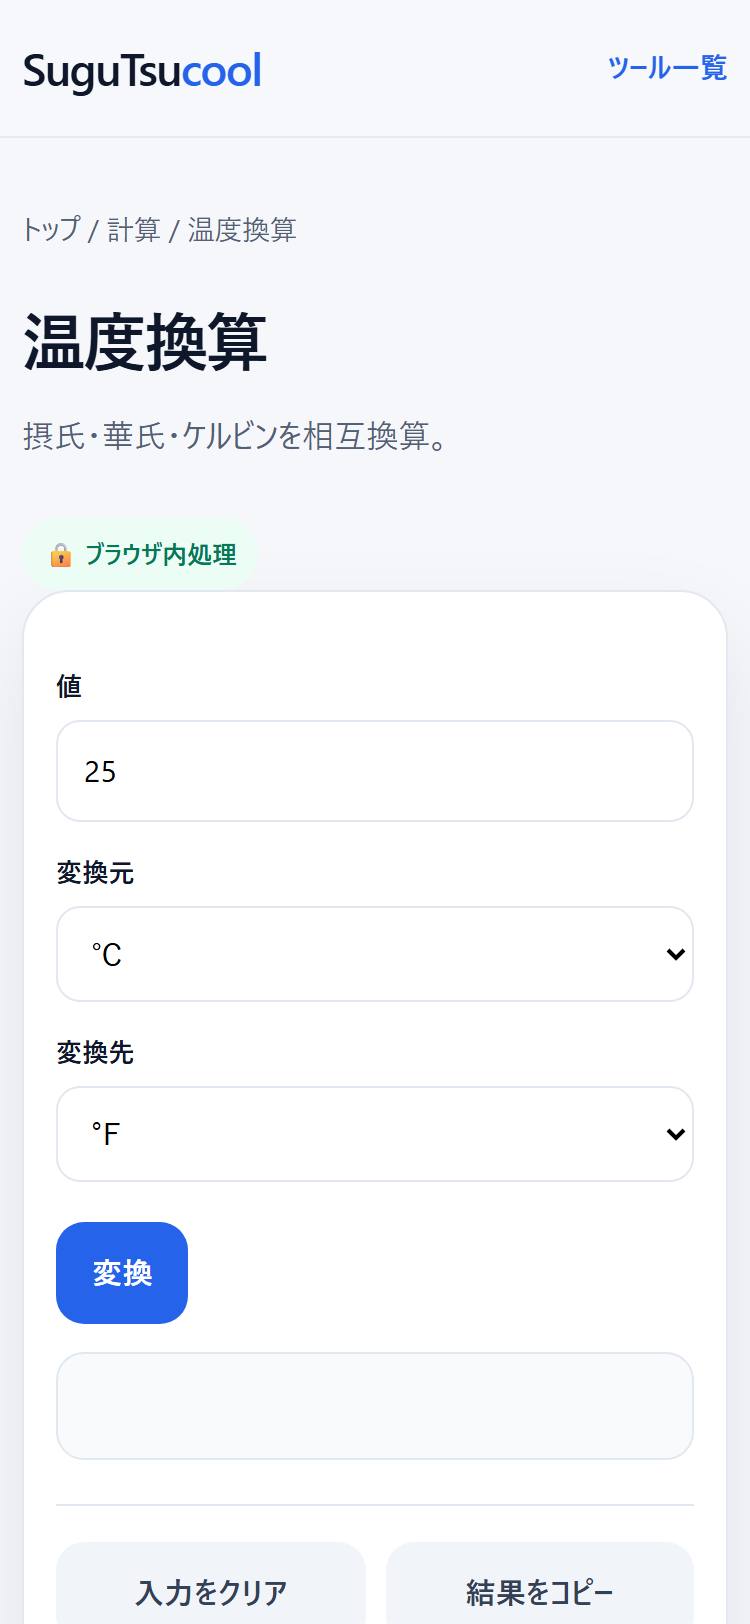 SuguTsucool
ツール一覧
トップ / 計算 / 温度換算
温度換算
摂氏・華氏・ケルビンを相互換算。
🔒 ブラウザ内処理
値
25
変換元
°C
変換先
°F
変換
入力をクリア
結果をコピー